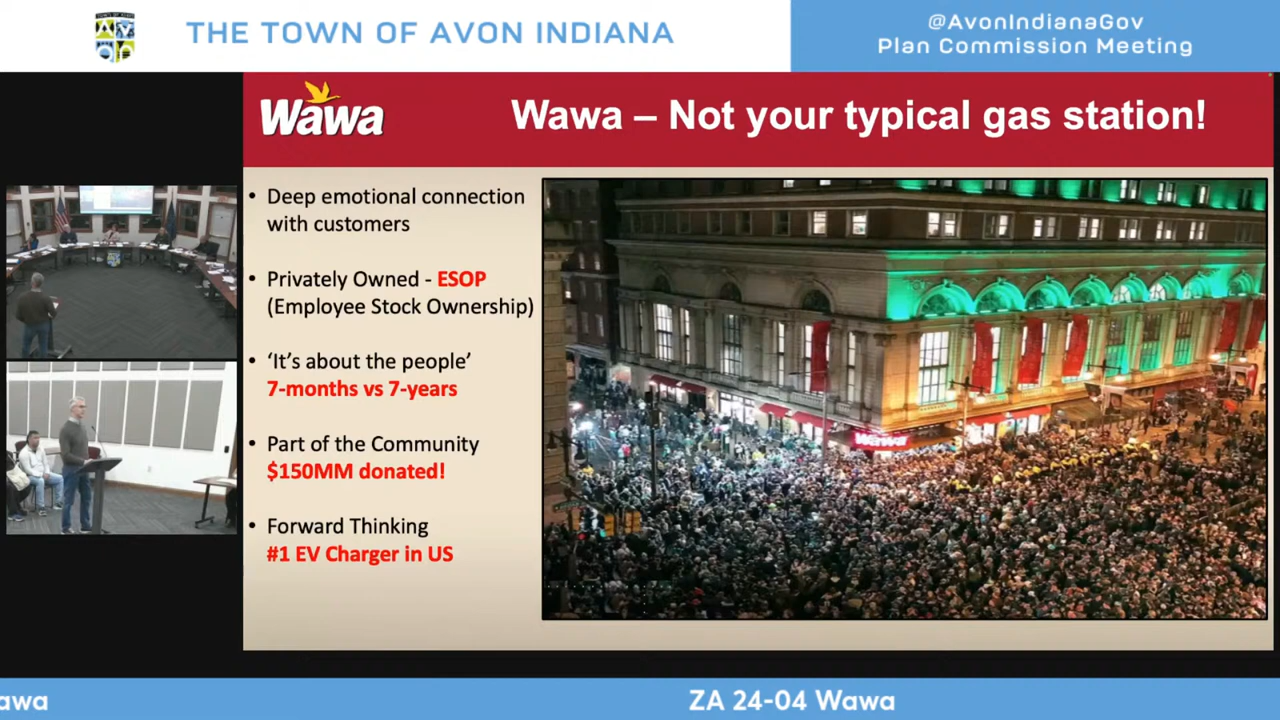 THE TOWN OF AVON INDIANA
@AvonIndianaGov
Plan Commission Meeting
Wawa
Wawa – Not your typical gas station!
• Deep emotional connection
with customers
• Privately Owned - ESOP
(Employee Stock Ownership)
• ‘It’s about the people’
7-months vs 7-years
• Part of the Community
$150MM donated!
• Forward Thinking
#1 EV Charger in US
Wawa
awa
ZA 24-04 Wawa